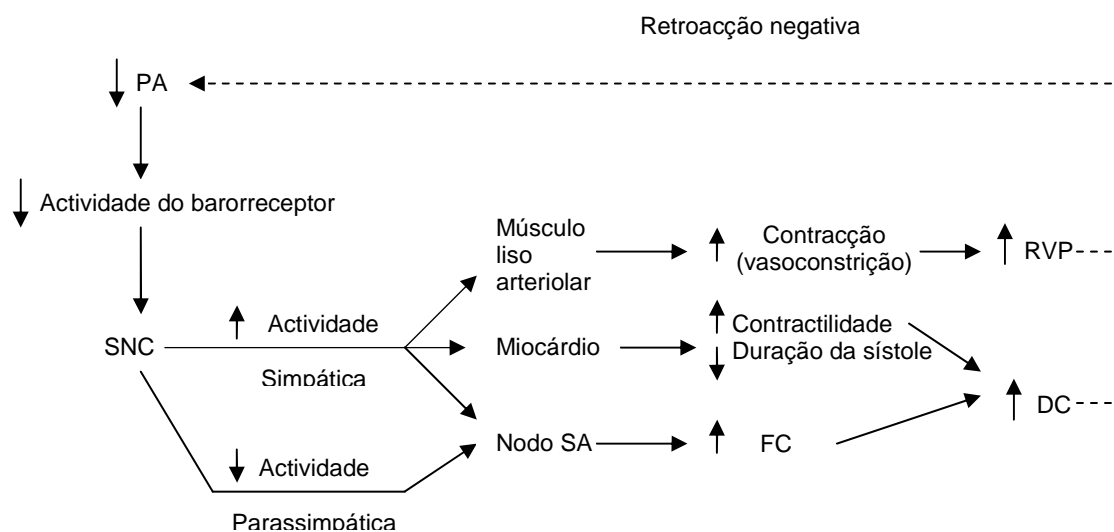 Retroacção negativa
PA
Actividade do barorreceptor
Músculo
liso
arteriolar
Contracção
(vasoconstrição)
RVP
Actividade
Simpática
SNC
Miocárdio
Contractilidade
Duração da sístole
DC
Nodo SA
FC
Actividade
Parassimpática